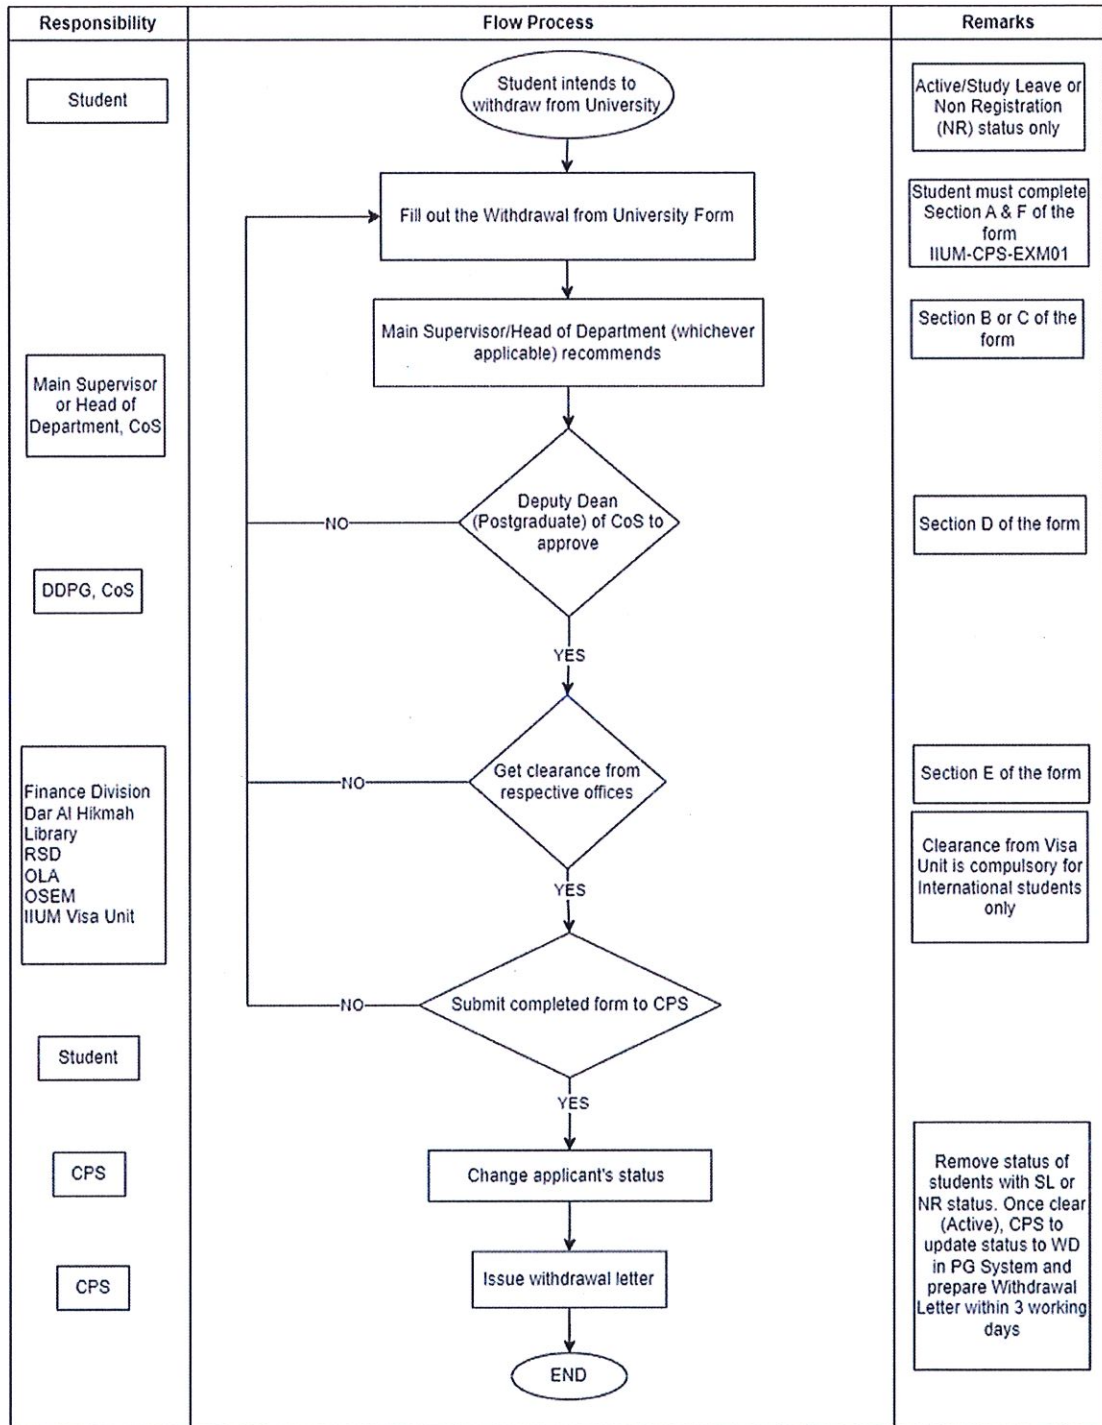 Responsibility
Flow Process
Remarks
Student
Student intends to
withdraw from University
Active/Study Leave or
Non Registration
(NR) status only
Fill out the Withdrawal from University Form
Student must complete
Section A & F of the
form
IIUM-CPS-EXM01
Main Supervisor/Head of Department (whichever
applicable) recommends
Section B or C of the
form
Main Supervisor
or Head of
Department, CoS
Deputy Dean
(Postgraduate) of CoS to
approve
NO
Section D of the form
DDPG, CoS
YES
Finance Division
Dar Al Hikmah
Library
RSD
OLA
OSEM
IIUM Visa Unit
Get clearance from
respective offices
NO
Section E of the form
Clearance from Visa
Unit is compulsory for
International students
only
YES
Submit completed form to CPS
NO
Student
YES
CPS
Change applicant's status
Remove status of
students with SL or
NR status. Once clear
(Active), CPS to
update status to WD
in PG System and
prepare Withdrawal
Letter within 3 working
days
CPS
Issue withdrawal letter
END